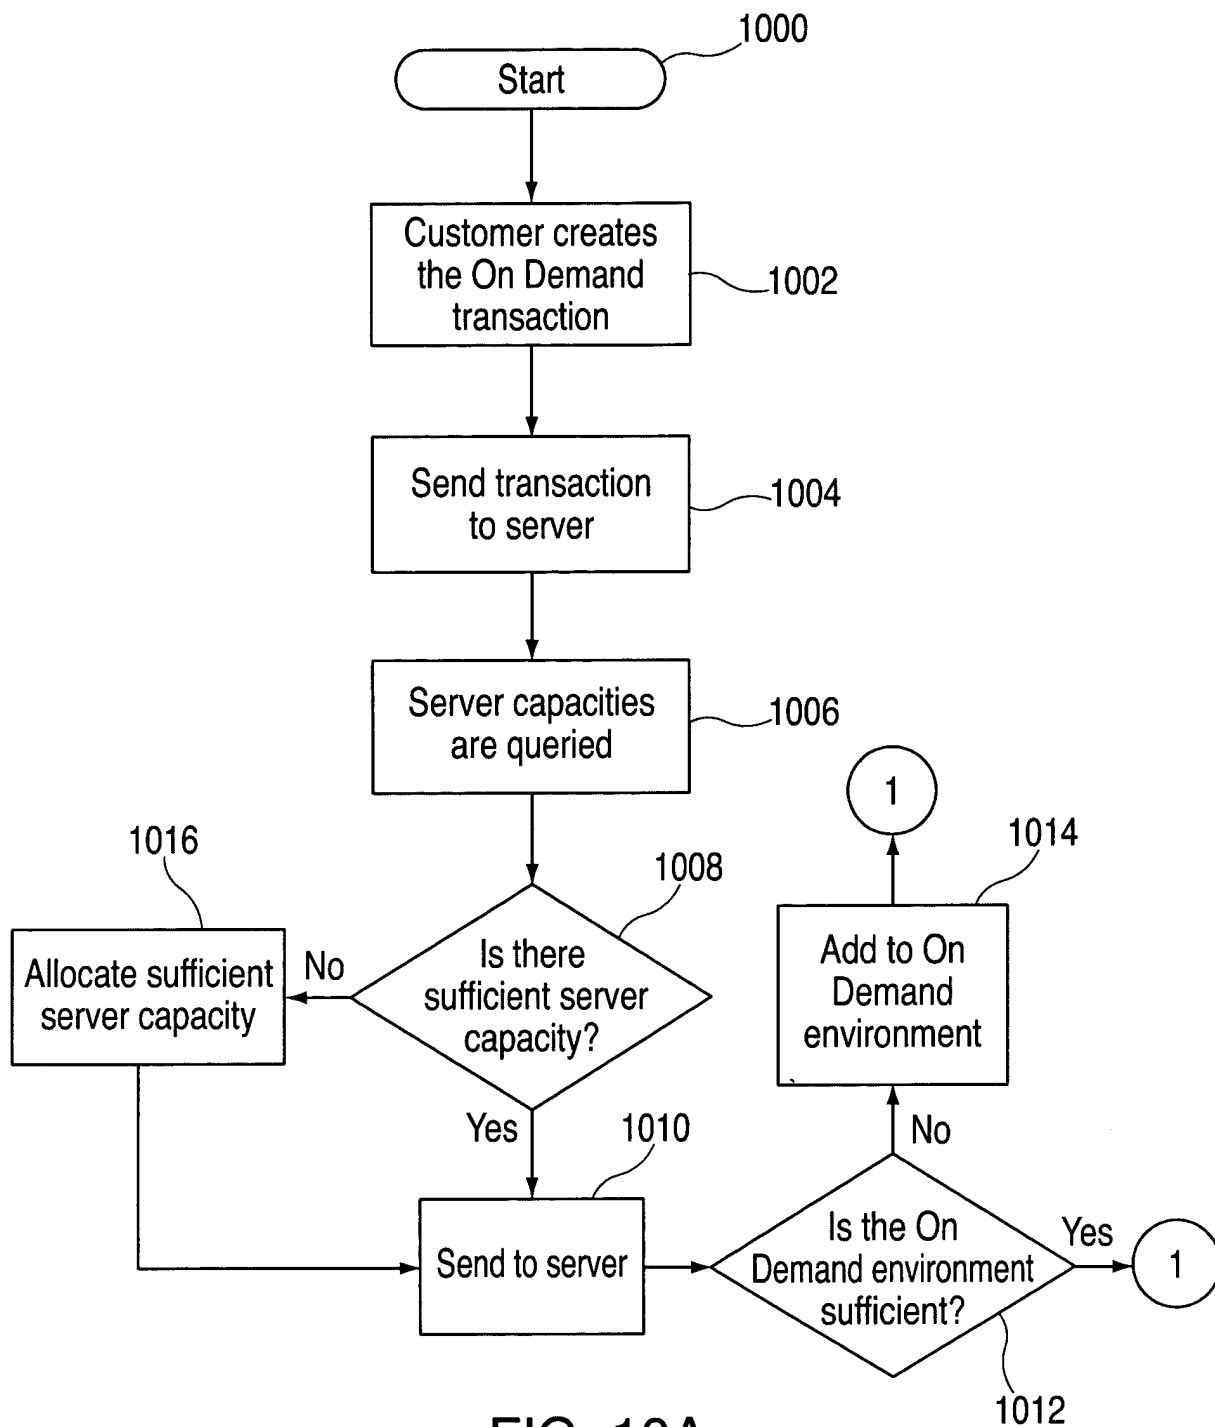 1000
Start
Customer creates
the On Demand
transaction
1002
Send transaction
to server
1004
Server capacities
are queried
1006
1
1016
1008
1014
Allocate sufficient
server capacity
No
Is there
sufficient server
capacity?
Add to On
Demand
environment
Yes
1010
No
Send to server
Is the On
Demand environment
sufficient?
Yes
1
1012
FIG. 10A